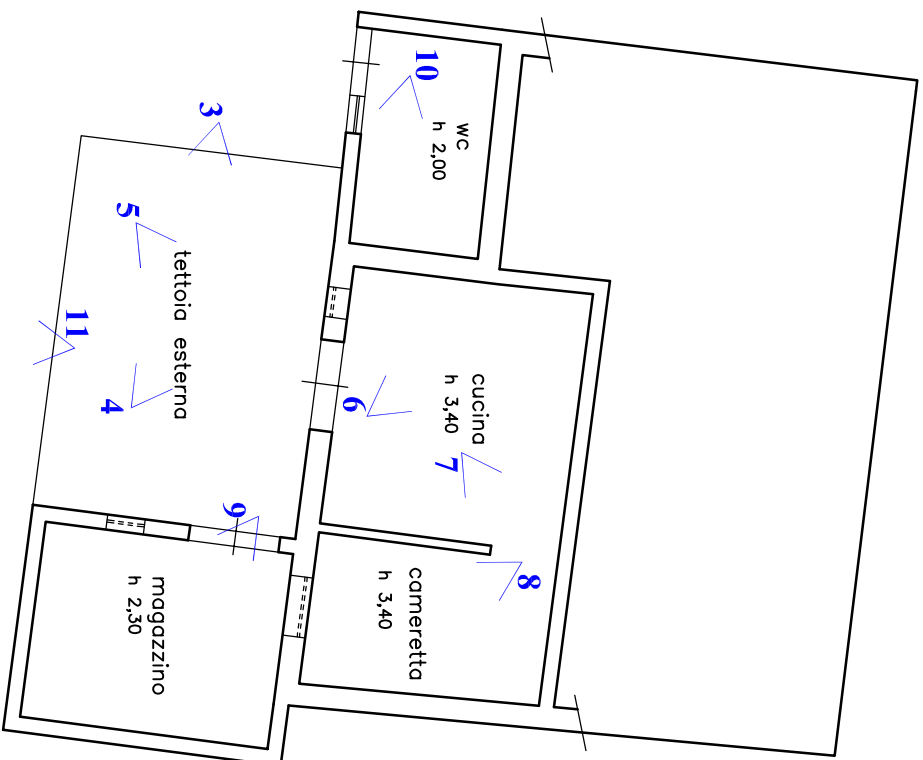 10
wc
h 2,00
3
5
tettoia esterna
11
4
6
cucina
h 3,40
7
9
8
cameretta
h 3,40
magazzino
h 2,30